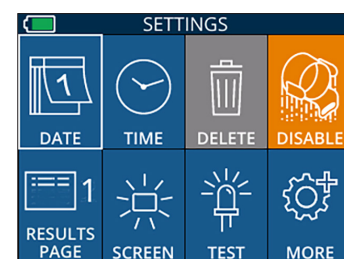 SETTINGS
1
DATE
TIME
DELETE
DISABLE
1
RESULTS
PAGE
SCREEN
TEST
MORE